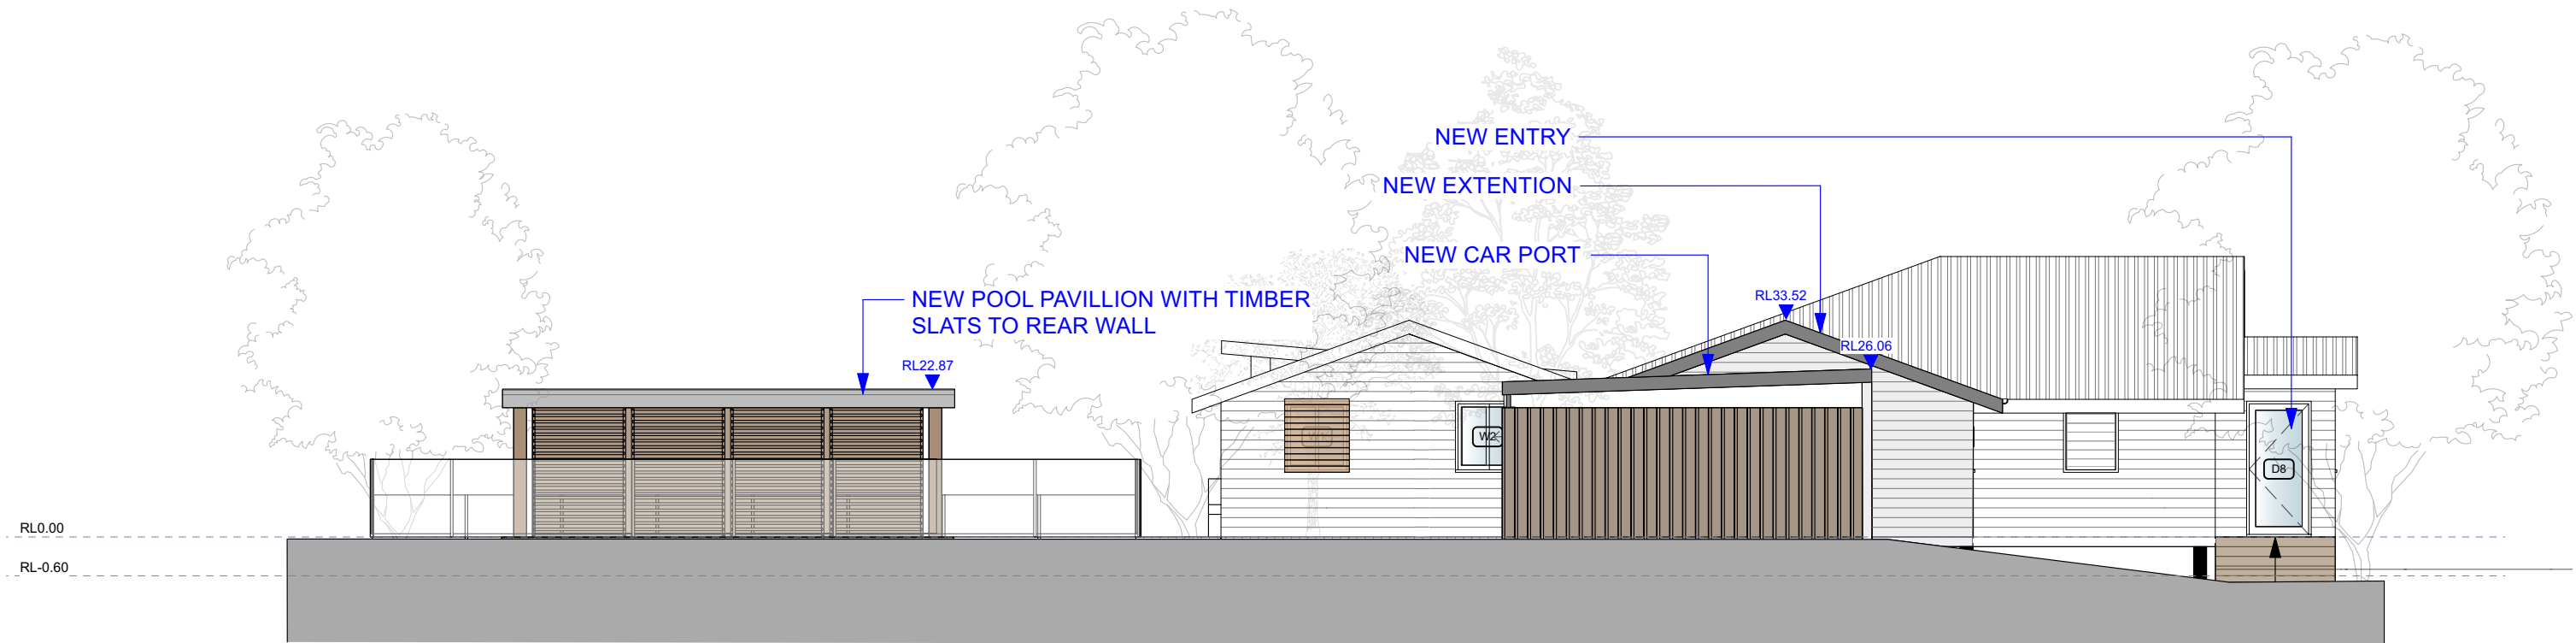 NEW ENTRY
NEW EXTENTION
NEW CAR PORT
NEW POOL PAVILLION WITH TIMBER
SLATS TO REAR WALL
RL33.52
RL26.06
RL22.87
W2
D8
RL0.00
RL-0.60